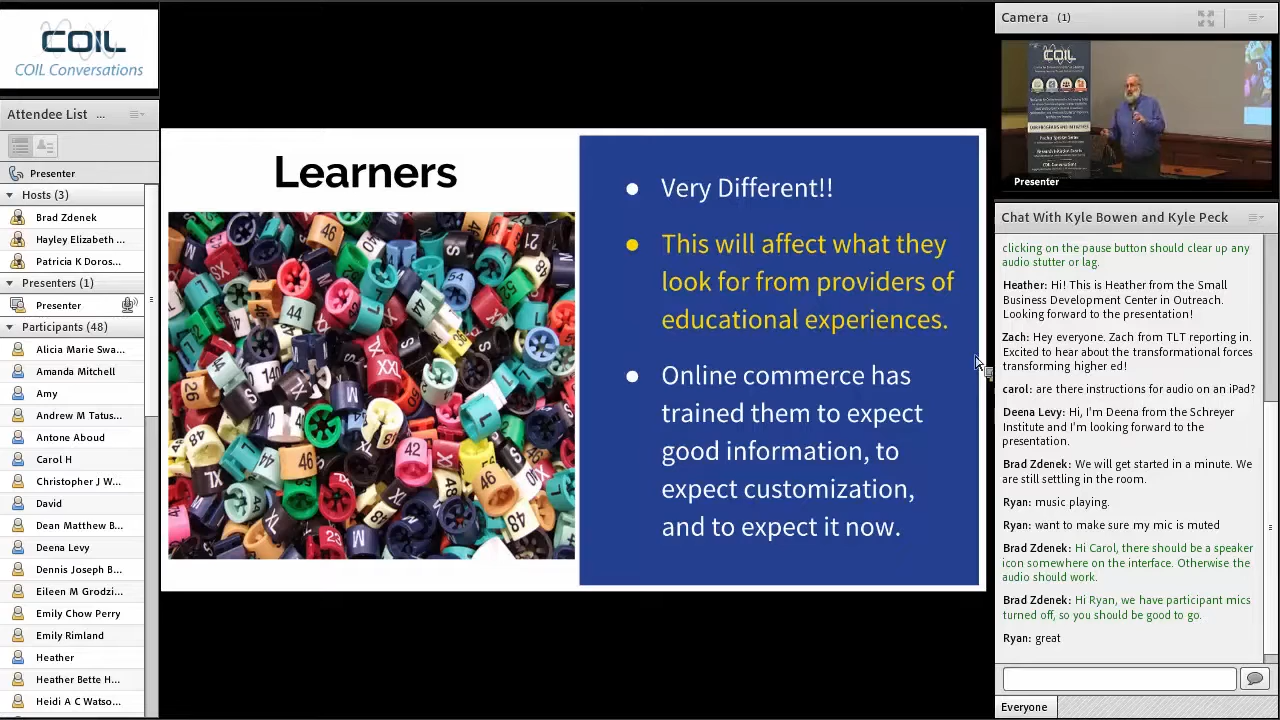 COIL
COIL Conversations
Attendee List ...
Presenter
Hosts (3)
Brad Zdenek
Hayley Elizabeth ...
Patricia K Doros...
Presenters (1)
Presenter
Participants (48)
Alicia Marie Swa...
Amanda Mitchell
Amy
Andrew M Tatus...
Antone Aboud
Carol H
Christopher J W...
David
Dean Matthew B...
Deena Levy
Dennis Joseph B...
Eileen M Grodzi...
Emily Chow Perry
Emily Rimland
Heather
Heather Bette H...
Heidi A C Watso...
Learners
46
44
140
XXL
42
46
48
54
26
L
M
S
XL
● Very Different!!
● This will affect what they
look for from providers of
educational experiences.
● Online commerce has
trained them to expect
good information, to
expect customization,
and to expect it now.
Camera (1)
COIL
Presenter
Chat With Kyle Bowen and Kyle Peck
clicking on the pause button should clear up any
audio stutter or lag.
Heather: Hi! This is Heather from the Small
Business Development Center in Outreach.
Looking forward to the presentation!
Zach: Hey everyone. Zach from TLT reporting in.
Excited to hear about the transformational forces
transforming higher ed!
carol: are there instructions for audio on an iPad?
Deena Levy: Hi, I'm Deena from the Schreyer
Institute and I'm looking forward to the
presentation.
Brad Zdenek: We will get started in a minute. We
are still settling in the room.
Ryan: music playing.
Ryan: want to make sure my mic is muted
Brad Zdenek: Hi Carol, there should be a speaker
icon somewhere on the interface. Otherwise the
audio should work.
Brad Zdenek: Hi Ryan, we have participant mics
turned off, so you should be good to go.
Ryan: great
Everyone